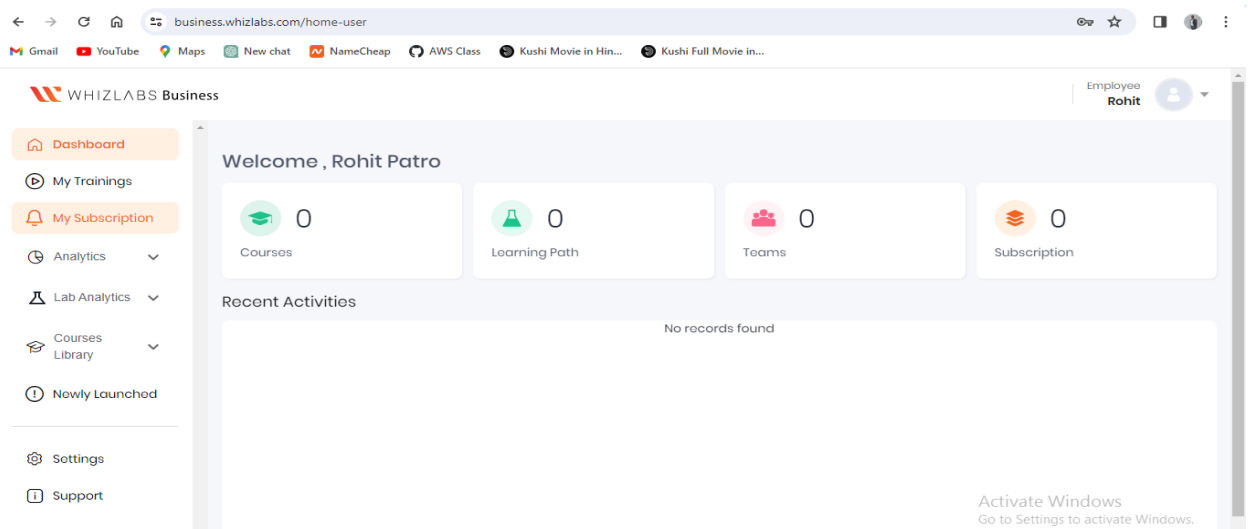 business.whizlabs.com/home-user
Gmail YouTube Maps New chat NameCheap AWS Class Kushi Movie in Hin... Kushi Full Movie in...
WHIZLABS Business
Employee
Rohit
Dashboard
My Trainings
My Subscription
Analytics
Lab Analytics
Courses
Library
Newly Launched
Settings
Support
Welcome , Rohit Patro
0 0 0 0
Courses Learning Path Teams Subscription
Recent Activities
No records found
Activate Windows
Go to Settings to activate Windows.